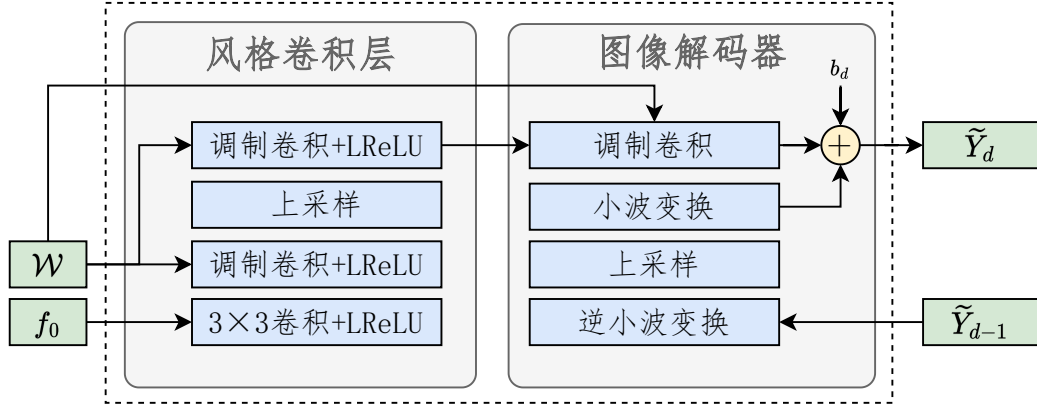 风格卷积层
图像解码器
b_d
调制卷积+LReLU
调制卷积
+
Ỹ_d
上采样
小波变换
𝒲
调制卷积+LReLU
上采样
f_0
3×3卷积+LReLU
逆小波变换
Ỹ_{d−1}